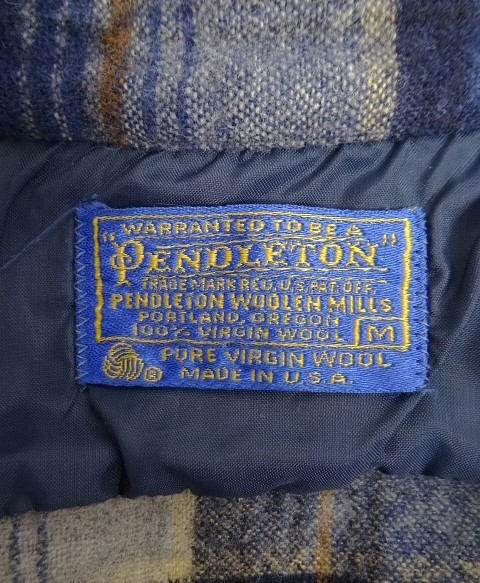 WARRANTED TO BE A
"PENDLETON"
TRADE MARK REG. U.S. PAT. OFF.
PENDLETON WOOLEN MILLS
PORTLAND, OREGON
100% VIRGIN WOOL M
PURE VIRGIN WOOL
® MADE IN U.S.A.